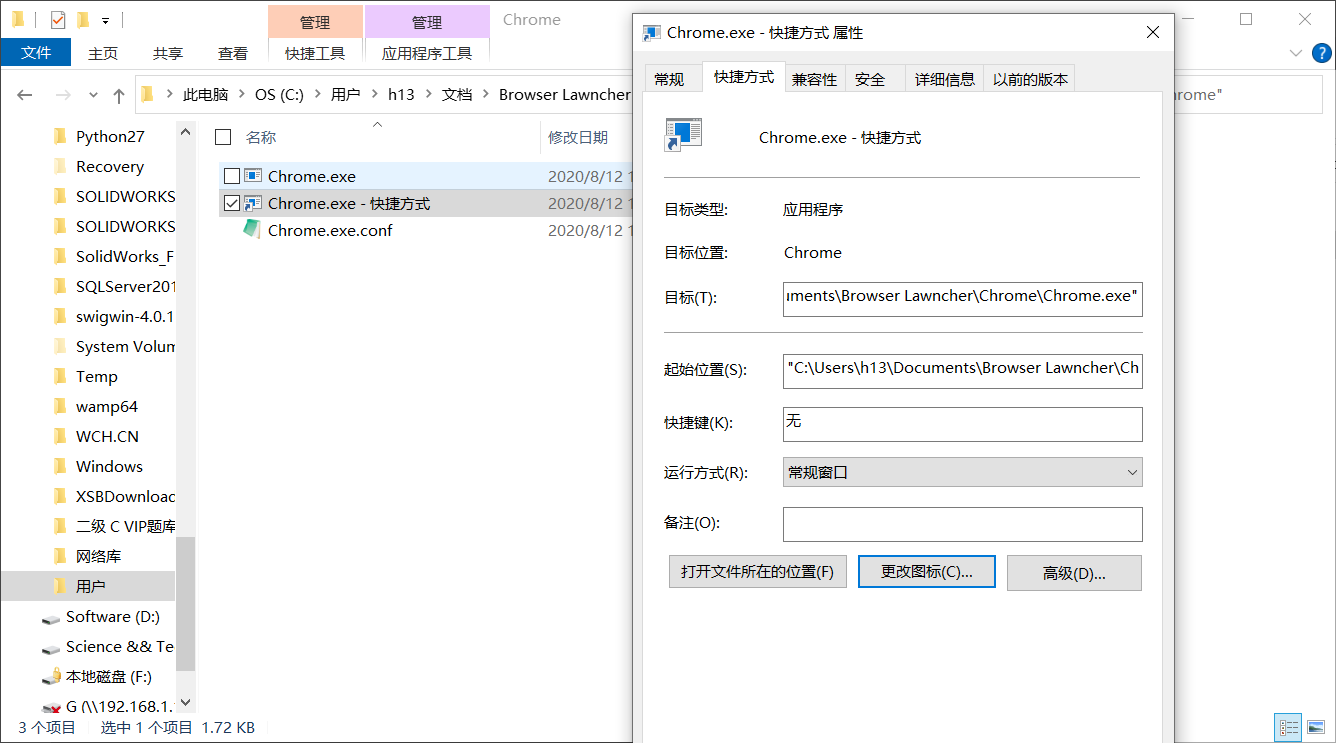 管理
管理
Chrome
文件
主页
共享
查看
快捷工具
应用程序工具
此电脑 > OS (C:) > 用户 > h13 > 文档 > Browser Lawncher
rome"
Python27
Recovery
SOLIDWORKS
SOLIDWORKS
SolidWorks_F
SQLServer201
swigwin-4.0.1
System Volum
Temp
wamp64
WCH.CN
Windows
XSBDownload
二级 C VIP题库
网络库
用户
Software (D:)
Science && Te
本地磁盘 (F:)
G (\\192.168.1.
名称
修改日期
Chrome.exe
2020/8/12 1
Chrome.exe - 快捷方式
2020/8/12 1
Chrome.exe.conf
2020/8/12 1
3 个项目
选中 1 个项目 1.72 KB
Chrome.exe - 快捷方式 属性
常规
快捷方式
兼容性
安全
详细信息
以前的版本
Chrome.exe - 快捷方式
目标类型:
应用程序
目标位置:
Chrome
目标(T):
uments\Browser Lawncher\Chrome\Chrome.exe"
起始位置(S):
"C:\Users\h13\Documents\Browser Lawncher\Ch
快捷键(K):
无
运行方式(R):
常规窗口
备注(O):
打开文件所在的位置(F)
更改图标(C)...
高级(D)...